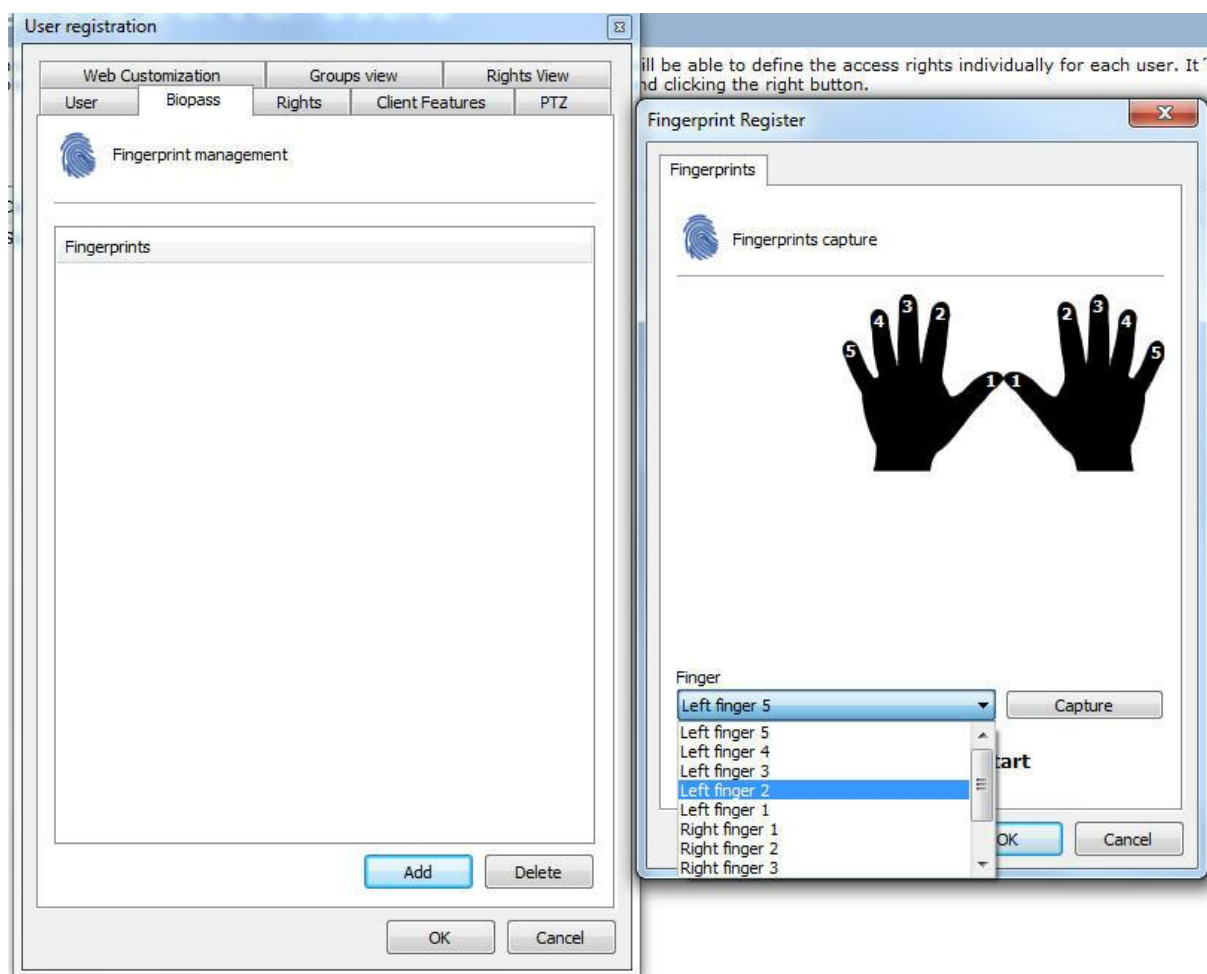 User registration
Web Customization
Groups view
Rights View
User
Biopass
Rights
Client Features
PTZ
Fingerprint management
Fingerprints
Add
Delete
OK
Cancel
be able to define the access rights individually for each user. It
clicking the right button.
Fingerprint Register
Fingerprints
Fingerprints capture
5 4 3 2 1 1 2 3 4 5
Finger
Left finger 5
Capture
Left finger 5
Left finger 4
Left finger 3
Left finger 2
Left finger 1
Right finger 1
Right finger 2
Right finger 3
OK
Cancel